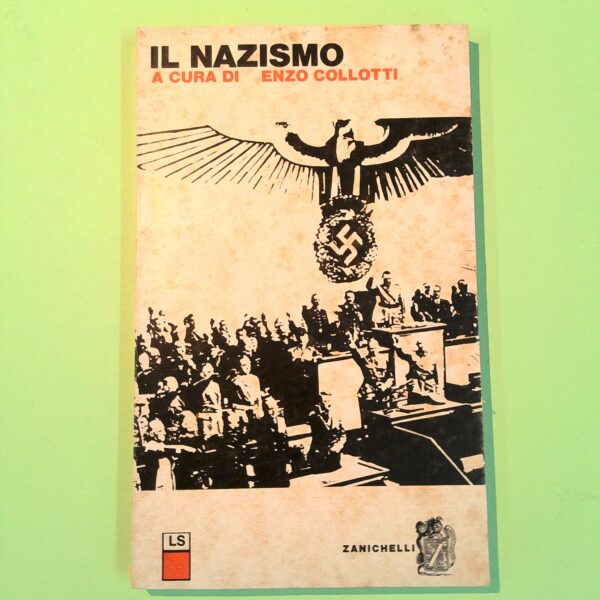 IL NAZISMO
A CURA DI ENZO COLLOTTI
LS
ZANICHELLI